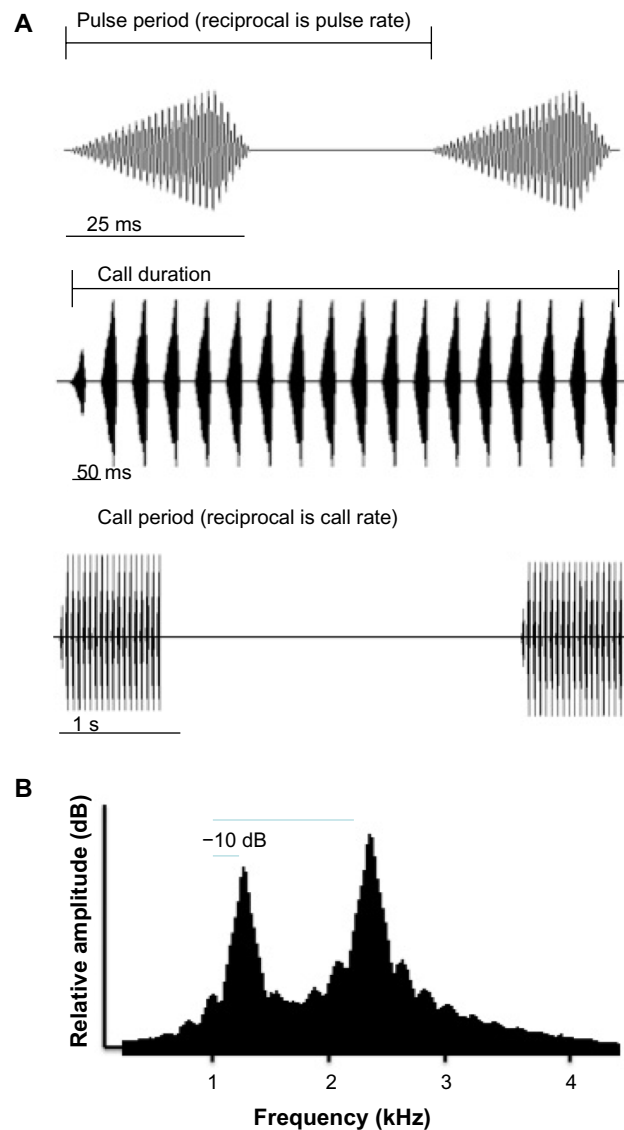 A
Pulse period (reciprocal is pulse rate)
25 ms
Call duration
50 ms
Call period (reciprocal is call rate)
1 s
B
Relative amplitude (dB)
−10 dB
1 2 3 4
Frequency (kHz)